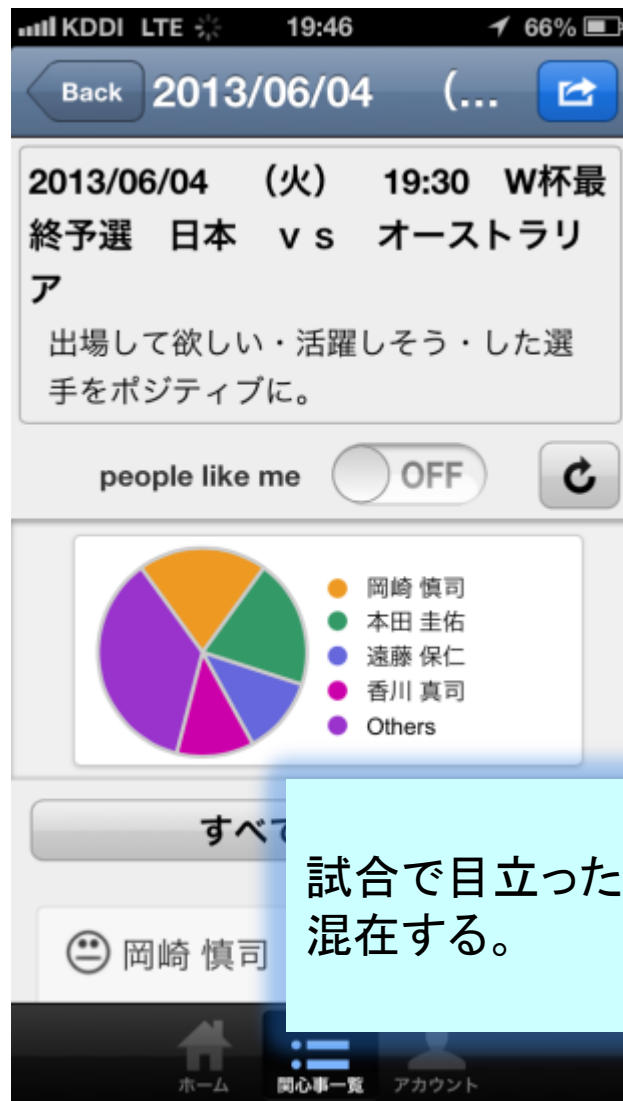 KDDI LTE 19:46 66%
Back 2013/06/04 (...
2013/06/04 （火） 19:30 W杯最
終予選 日本 ｖｓ オーストラリ
ア
出場して欲しい・活躍しそう・した選
手をポジティブに。
people like me OFF
岡崎 慎司
本田 圭佑
遠藤 保仁
香川 真司
Others
すべて
試合で目立った
混在する。
岡崎 慎司
ホーム 関心事一覧 アカウント